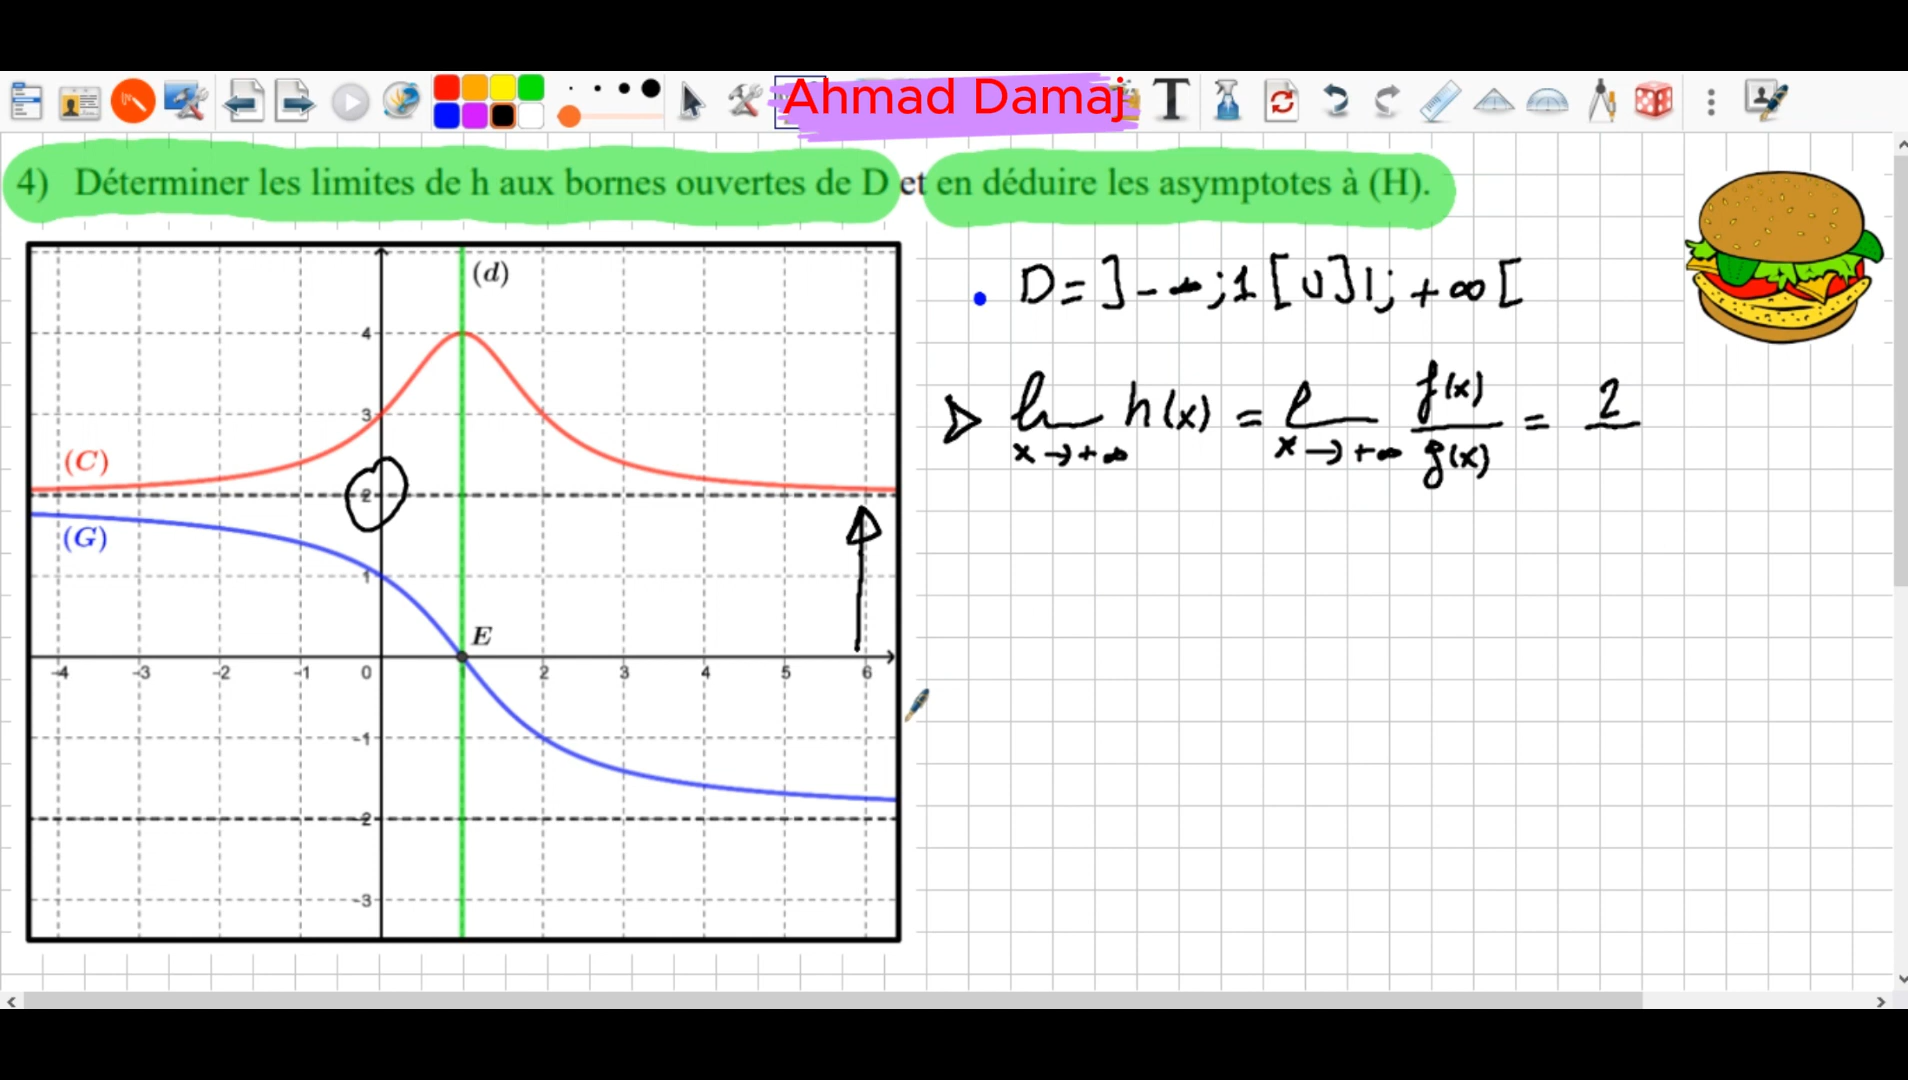 Ahmad Damaj
4) Déterminer les limites de h aux bornes ouvertes de D et en déduire les asymptotes à (H).
D = ]-∞; 1[ ∪ ]1; +∞[
lim h(x) = lim f(x)/g(x) = 2
x → +∞ x → +∞
(d)
4
3
(C)
2
(G)
1
E
-4 -3 -2 -1 0 2 3 4 5 6
-1
-2
-3